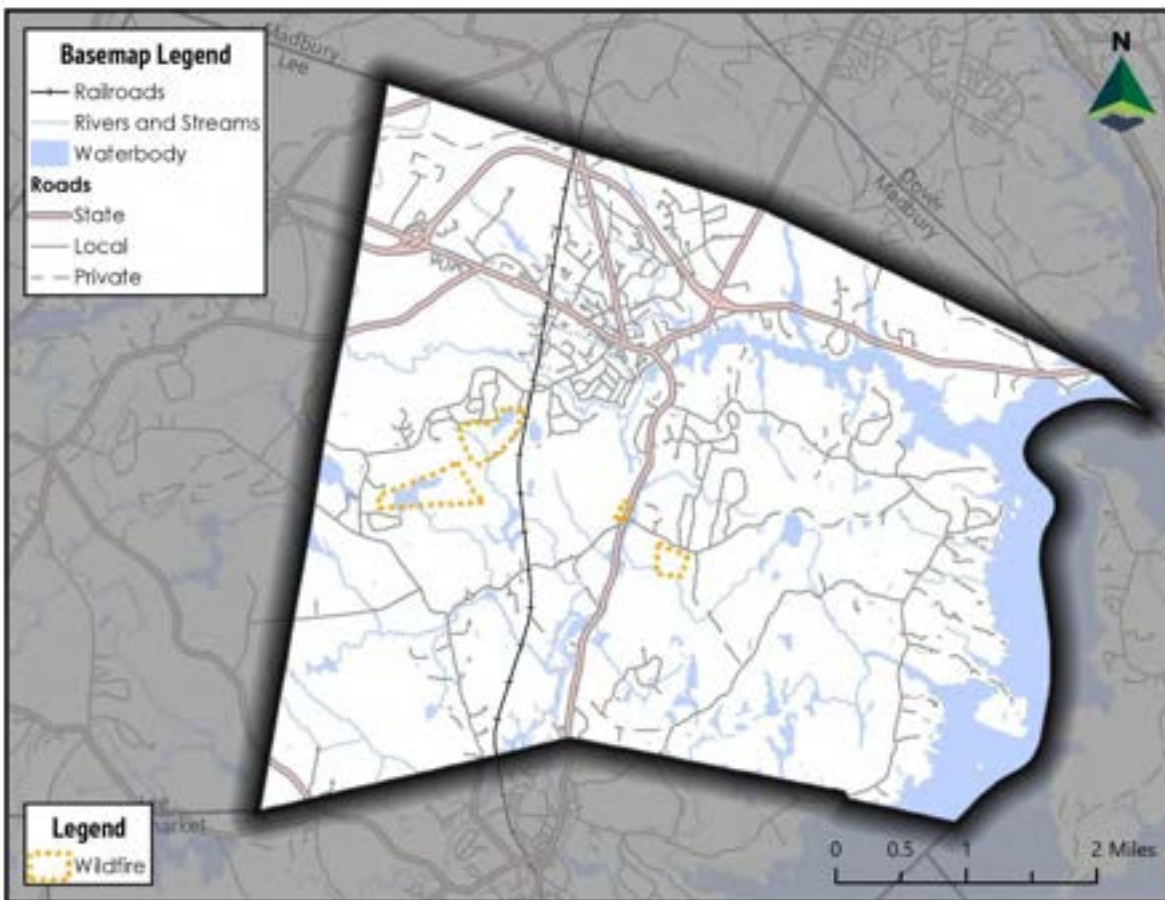 Basemap Legend
Railroads
Rivers and Streams
Waterbody
Roads
State
Local
Private
Madbury
Lee
N
Dover
Madbury
market
Legend
Wildfire
0 0.5 1 2 Miles